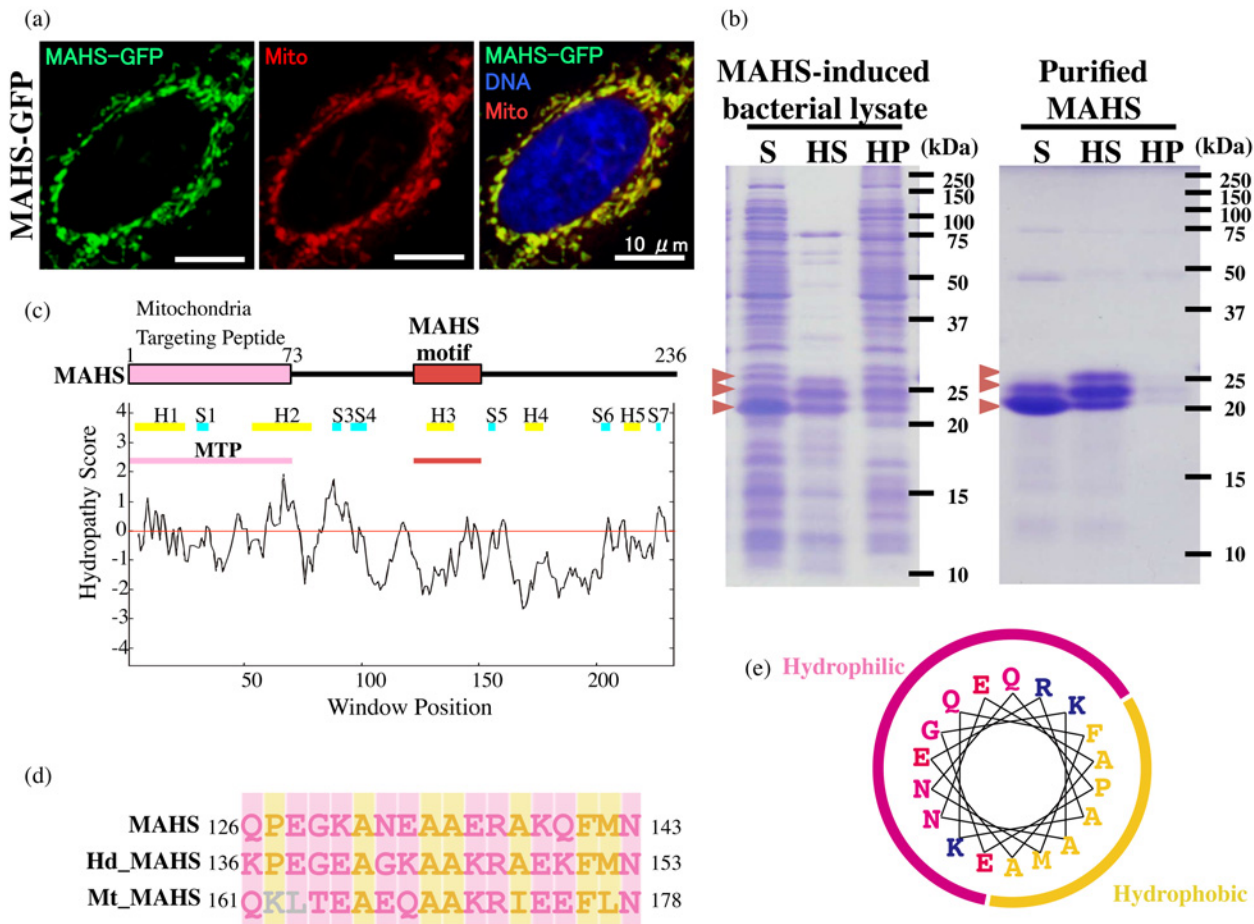 (a)
MAHS-GFP
MAHS-GFP
Mito
MAHS-GFP
DNA
Mito
10 μm
(b)
MAHS-induced
bacterial lysate
S HS HP (kDa)
250
150
100
75
50
37
25
20
15
10
Purified
MAHS
S HS HP (kDa)
250
150
100
75
50
37
25
20
15
10
(c)
Mitochondria
Targeting Peptide
MAHS
motif
1 73 236
MAHS
H1 S1 H2 S3 S4 H3 S5 H4 S6 H5 S7
MTP
Hydropathy Score
4
3
2
1
0
-1
-2
-3
-4
50 100 150 200
Window Position
(d)
MAHS 126 QPEGKANEAAERAKQFMN 143
Hd_MAHS 136 KPEGEAGKAAKRAEKFMN 153
Mt_MAHS 161 QKLTEAEQAAKRIEEFLN 178
(e)
Hydrophilic
Q R K F A P A A M A E K N N E G Q E
Hydrophobic